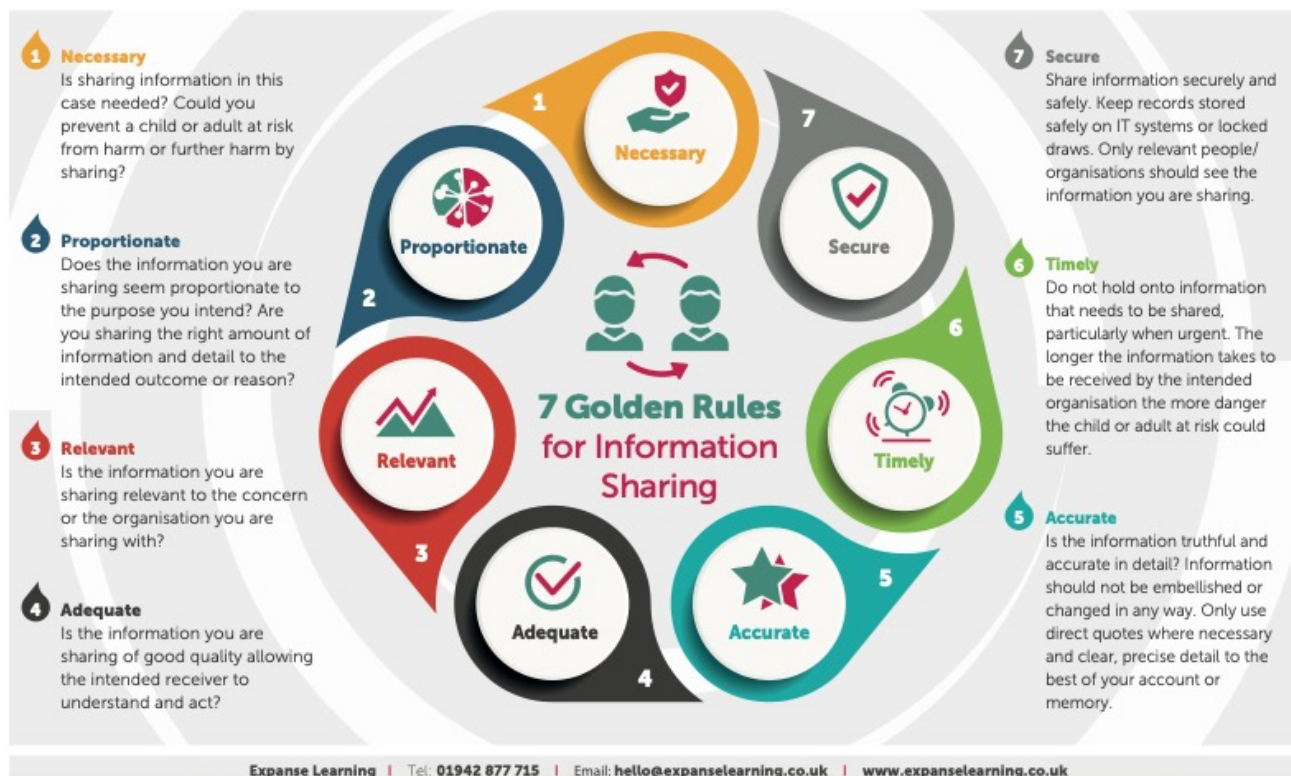 1 Necessary
Is sharing information in this
case needed? Could you
prevent a child or adult at risk
from harm or further harm by
sharing?
2 Proportionate
Does the information you are
sharing seem proportionate to
the purpose you intend? Are
you sharing the right amount of
information and detail to the
intended outcome or reason?
3 Relevant
Is the information you are
sharing relevant to the concern
or the organisation you are
sharing with?
4 Adequate
Is the information you are
sharing of good quality allowing
the intended receiver to
understand and act?
1
Necessary
2
Proportionate
3
Relevant
4
Adequate
5
Accurate
6
Timely
7
Secure
7 Golden Rules
for Information
Sharing
7 Secure
Share information securely and
safely. Keep records stored
safely on IT systems or locked
draws. Only relevant people/
organisations should see the
information you are sharing.
6 Timely
Do not hold onto information
that needs to be shared,
particularly when urgent. The
longer the information takes to
be received by the intended
organisation the more danger
the child or adult at risk could
suffer.
5 Accurate
Is the information truthful and
accurate in detail? Information
should not be embellished or
changed in any way. Only use
direct quotes where necessary
and clear, precise detail to the
best of your account or
memory.
Expanse Learning | Tel: 01942 877 715 | Email: hello@expanselearning.co.uk | www.expanselearning.co.uk